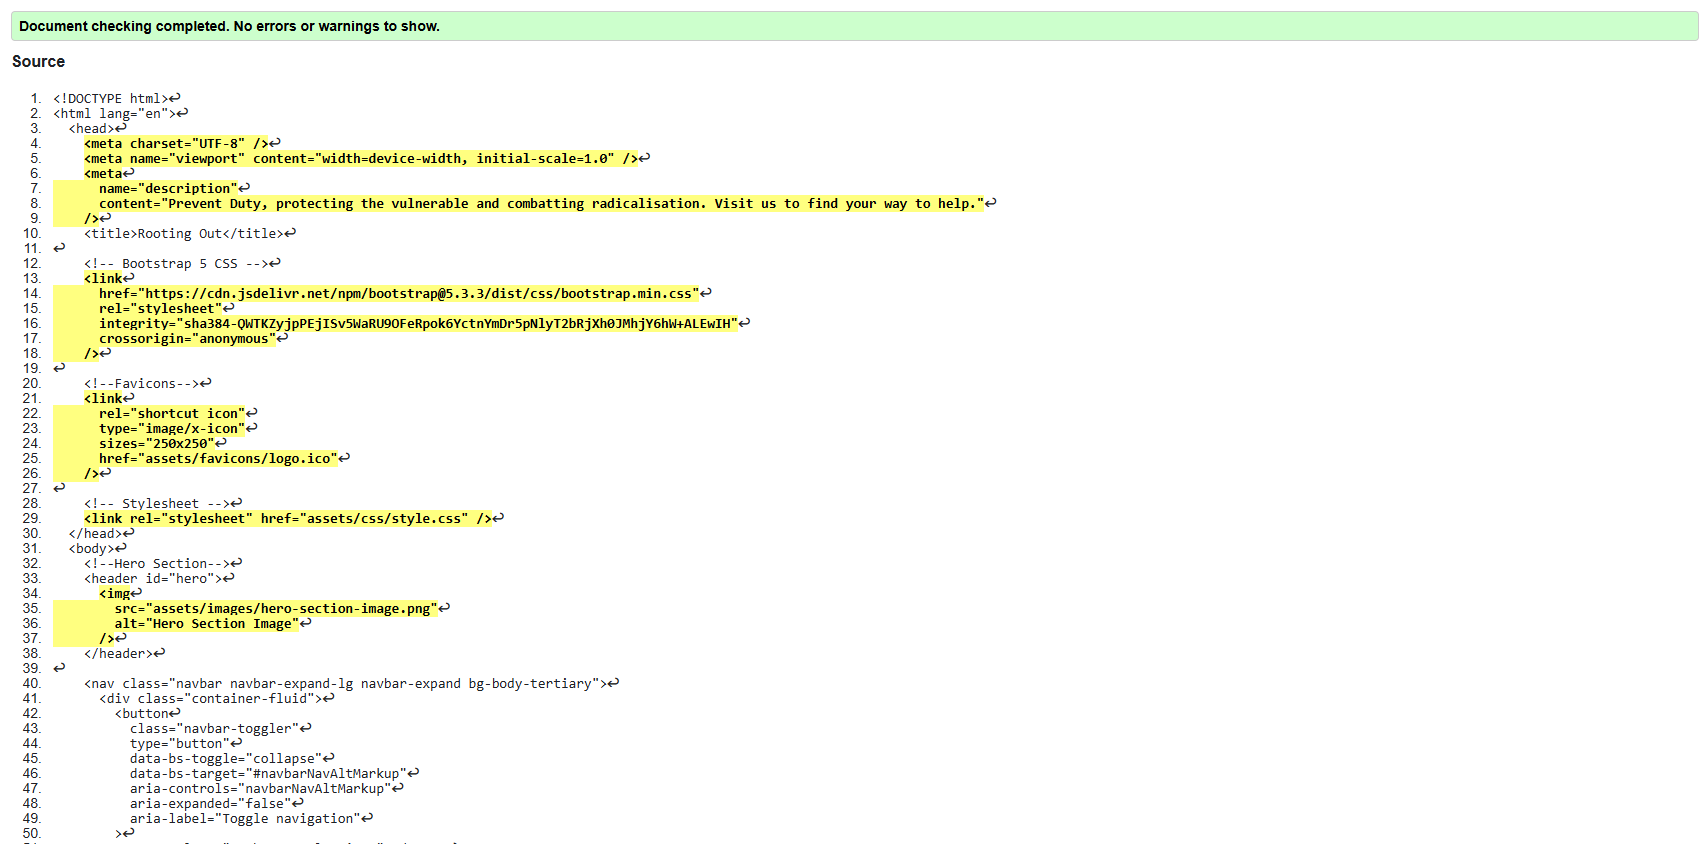 Document checking completed. No errors or warnings to show.
Source
1. <!DOCTYPE html>↩
2. <html lang="en">↩
3. <head>↩
4. <meta charset="UTF-8" />↩
5. <meta name="viewport" content="width=device-width, initial-scale=1.0" />↩
6. <meta↩
7. name="description"↩
8. content="Prevent Duty, protecting the vulnerable and combatting radicalisation. Visit us to find your way to help."↩
9. />↩
10. <title>Rooting Out</title>↩
11. ↩
12. <!-- Bootstrap 5 CSS -->↩
13. <link↩
14. href="https://cdn.jsdelivr.net/npm/bootstrap@5.3.3/dist/css/bootstrap.min.css"↩
15. rel="stylesheet"↩
16. integrity="sha384-QWTKZyjpPEjISv5WaRU9OFeRpok6YctnYmDr5pNlyT2bRjXh0JMhjY6hW+ALEwIH"↩
17. crossorigin="anonymous"↩
18. />↩
19. ↩
20. <!--Favicons-->↩
21. <link↩
22. rel="shortcut icon"↩
23. type="image/x-icon"↩
24. sizes="250x250"↩
25. href="assets/favicons/logo.ico"↩
26. />↩
27. ↩
28. <!-- Stylesheet -->↩
29. <link rel="stylesheet" href="assets/css/style.css" />↩
30. </head>↩
31. <body>↩
32. <!--Hero Section-->↩
33. <header id="hero">↩
34. <img↩
35. src="assets/images/hero-section-image.png"↩
36. alt="Hero Section Image"↩
37. />↩
38. </header>↩
39. ↩
40. <nav class="navbar navbar-expand-lg navbar-expand bg-body-tertiary">↩
41. <div class="container-fluid">↩
42. <button↩
43. class="navbar-toggler"↩
44. type="button"↩
45. data-bs-toggle="collapse"↩
46. data-bs-target="#navbarNavAltMarkup"↩
47. aria-controls="navbarNavAltMarkup"↩
48. aria-expanded="false"↩
49. aria-label="Toggle navigation"↩
50. >↩